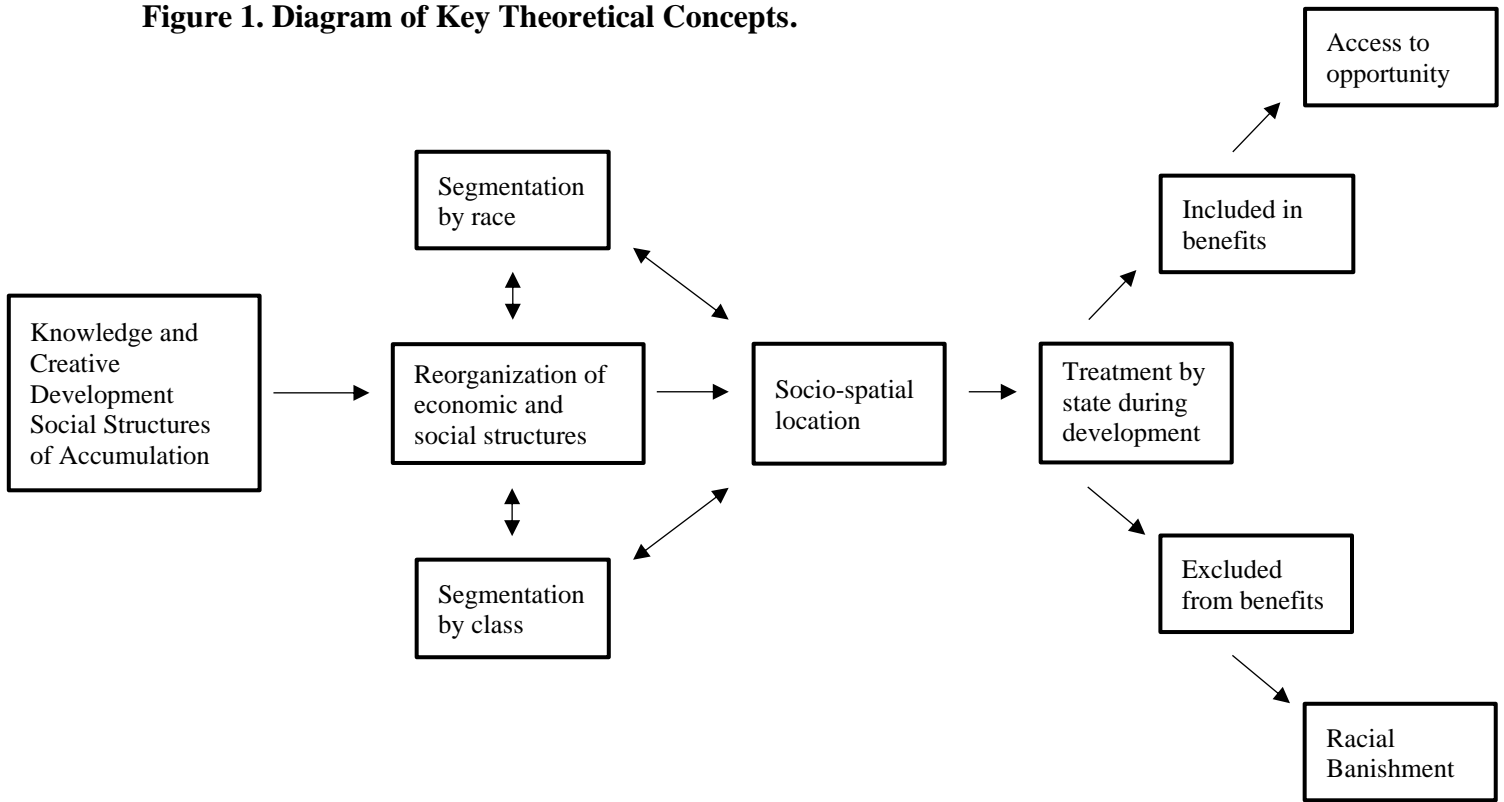 Figure 1. Diagram of Key Theoretical Concepts.
Access to
opportunity
Segmentation
by race
Included in
benefits
Knowledge and
Creative
Development
Social Structures
of Accumulation
Reorganization of
economic and
social structures
Socio-spatial
location
Treatment by
state during
development
Segmentation
by class
Excluded
from benefits
Racial
Banishment